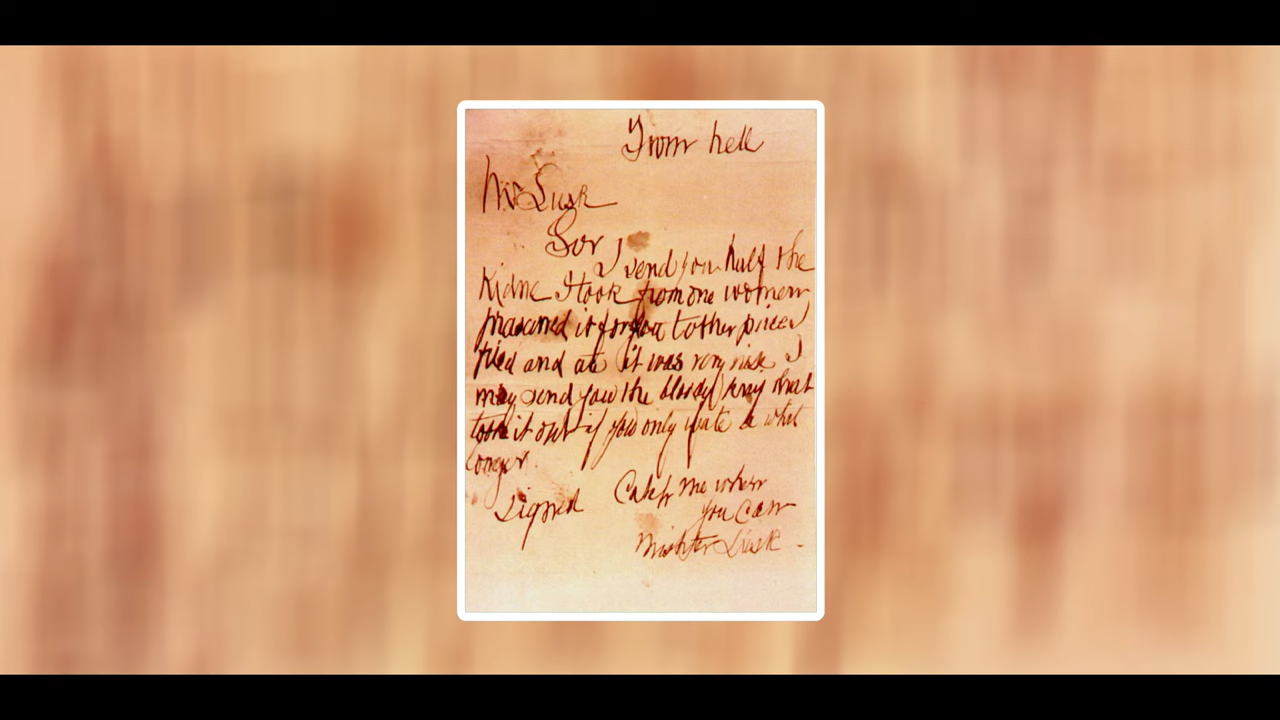 From hell
Mr Lusk
Sor
I send you half the
Kidne I took from one women
prasarved it for you tother piece I
fried and ate it was very nise I
may send you the bloody knif that
took it out if you only wate a whil
longer
signed Catch me when
you can
Mishter Lusk